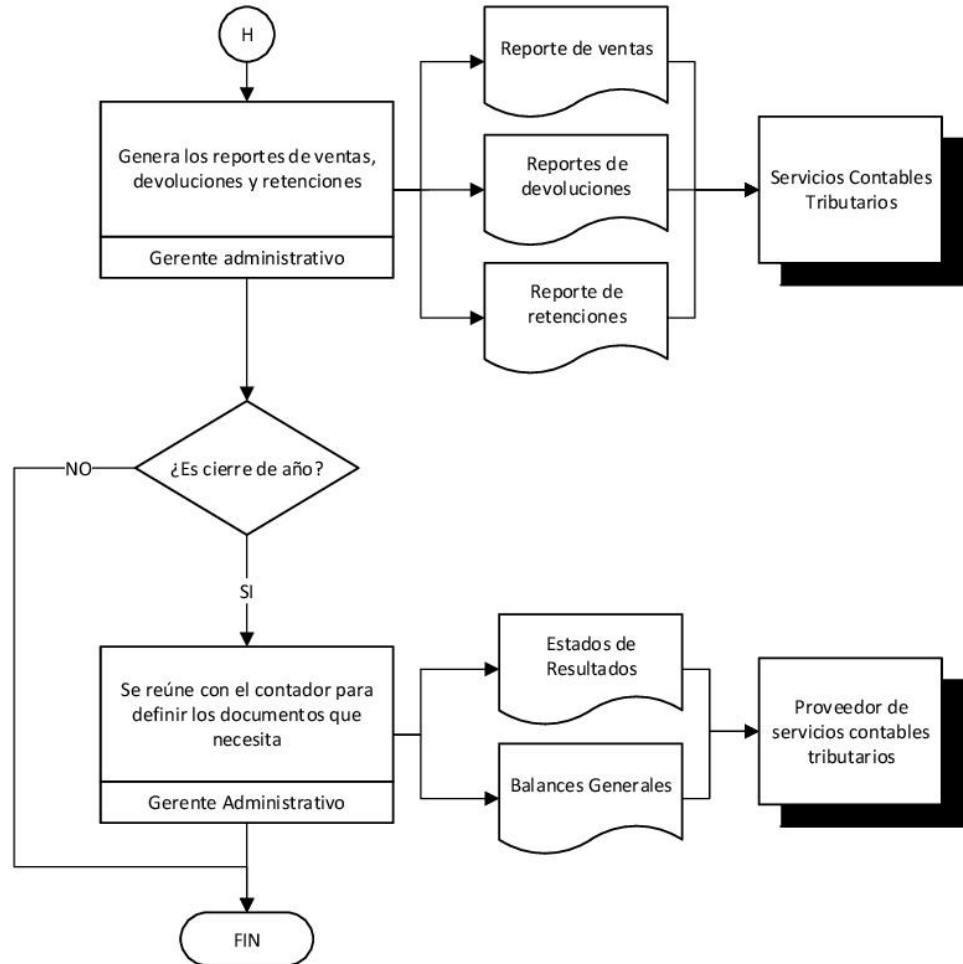 H
Genera los reportes de ventas,
devoluciones y retenciones
Gerente administrativo
Reporte de ventas
Reportes de
devoluciones
Reporte de
retenciones
Servicios Contables
Tributarios
¿Es cierre de año?
NO
SI
Se reúne con el contador para
definir los documentos que
necesita
Gerente Administrativo
Estados de
Resultados
Balances Generales
Proveedor de
servicios contables
tributarios
FIN